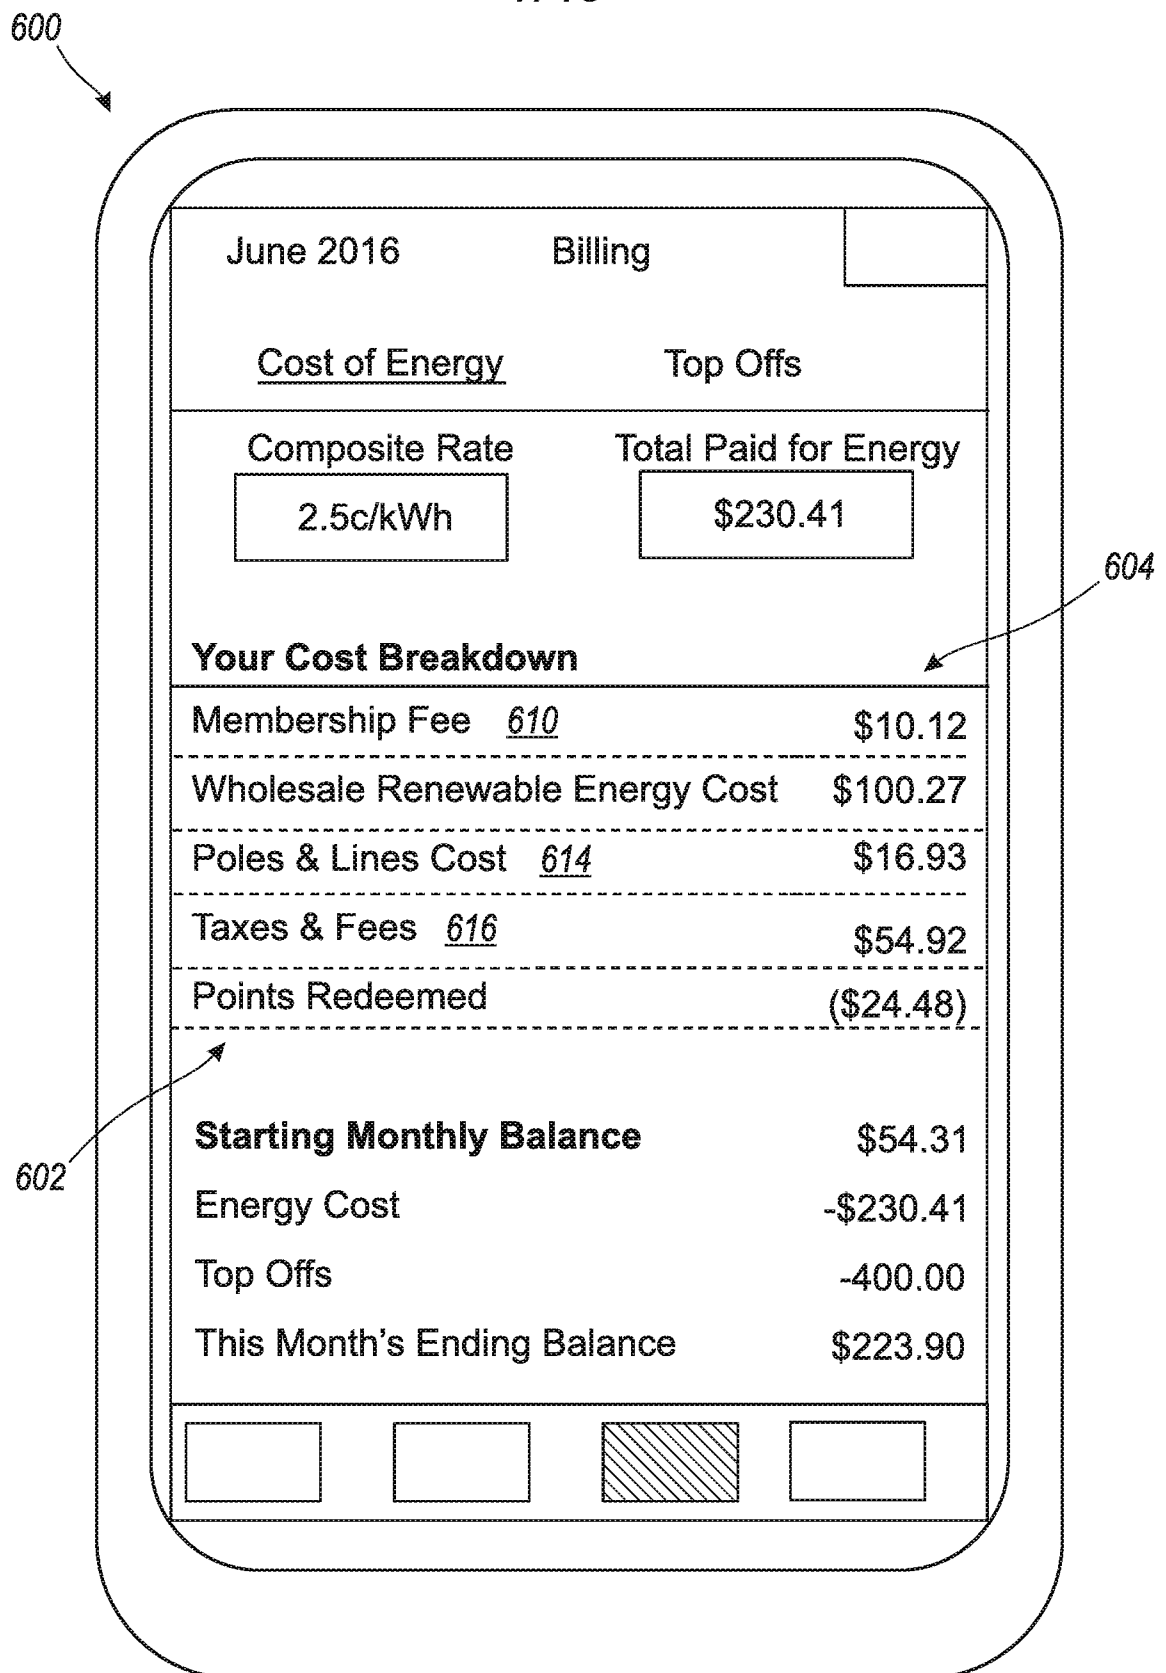 600
June 2016 Billing
Cost of Energy Top Offs
Composite Rate Total Paid for Energy
2.5c/kWh $230.41
604
Your Cost Breakdown
Membership Fee 610 $10.12
Wholesale Renewable Energy Cost $100.27
Poles & Lines Cost 614 $16.93
Taxes & Fees 616 $54.92
Points Redeemed ($24.48)
602
Starting Monthly Balance $54.31
Energy Cost -$230.41
Top Offs -400.00
This Month's Ending Balance $223.90